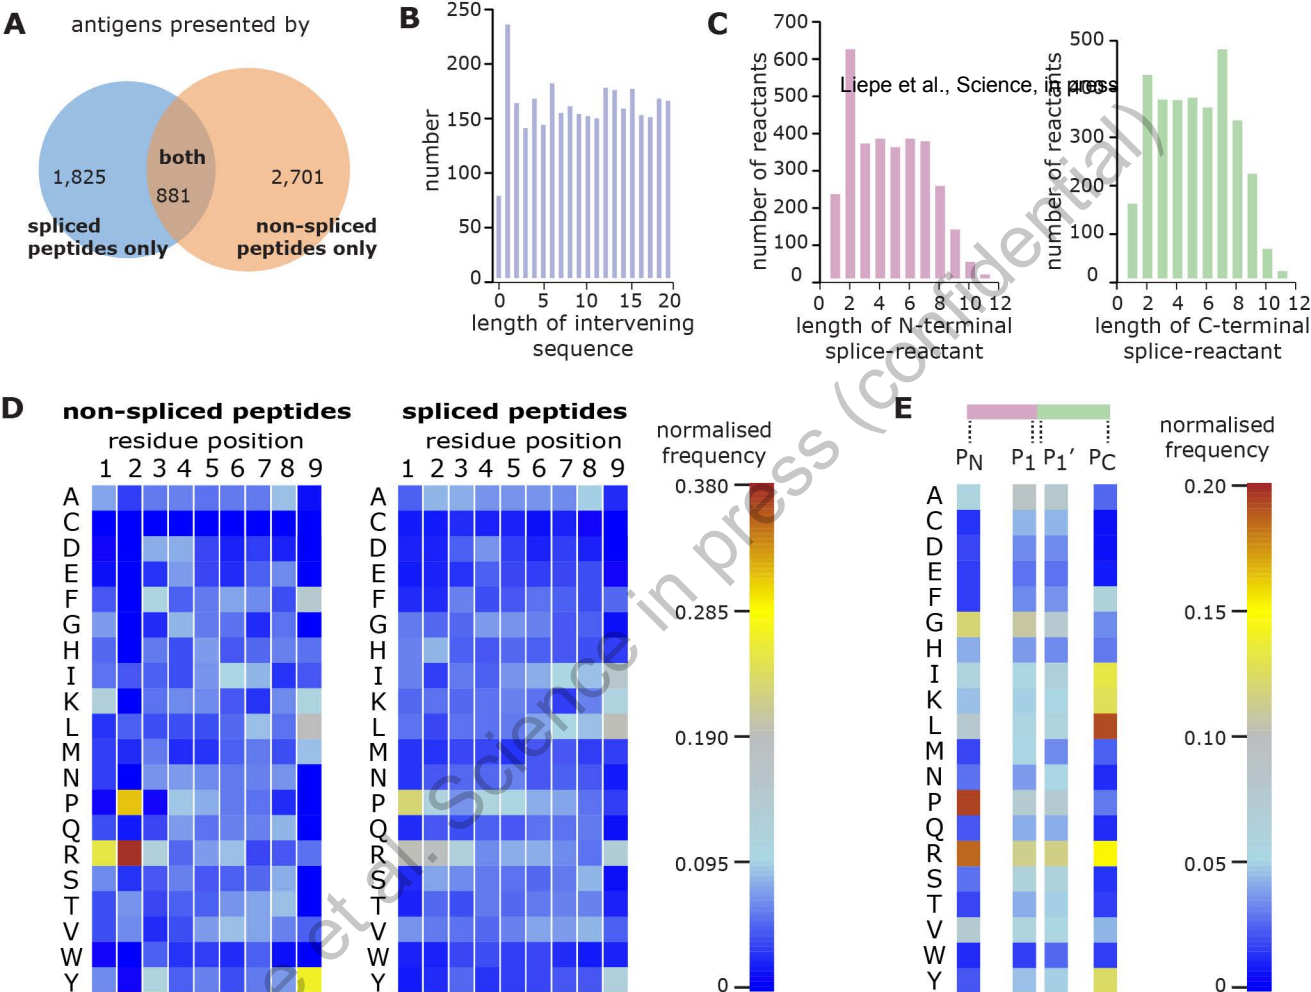 A
antigens presented by
1,825
both
881
2,701
spliced
peptides only
non-spliced
peptides only
B
number
250
200
150
100
50
0
0 5 10 15 20
length of intervening
sequence
C
number of reactants
700
600
500
400
300
200
100
0
0 2 4 6 8 10 12
length of N-terminal
splice-reactant
Liepe et al., Science, in press
number of reactants
500
400
300
200
100
0
0 2 4 6 8 10 12
length of C-terminal
splice-reactant
D
non-spliced peptides
residue position
1 2 3 4 5 6 7 8 9
A
C
D
E
F
G
H
I
K
L
M
N
P
Q
R
S
T
V
W
Y
spliced peptides
residue position
1 2 3 4 5 6 7 8 9
A
C
D
E
F
G
H
I
K
L
M
N
P
Q
R
S
T
V
W
Y
normalised
frequency
0.380
0.285
0.190
0.095
0
E
PN P1 P1′ PC
A
C
D
E
F
G
H
I
K
L
M
N
P
Q
R
S
T
V
W
Y
normalised
frequency
0.20
0.15
0.10
0.05
0
e et al. Science in press (confidential)